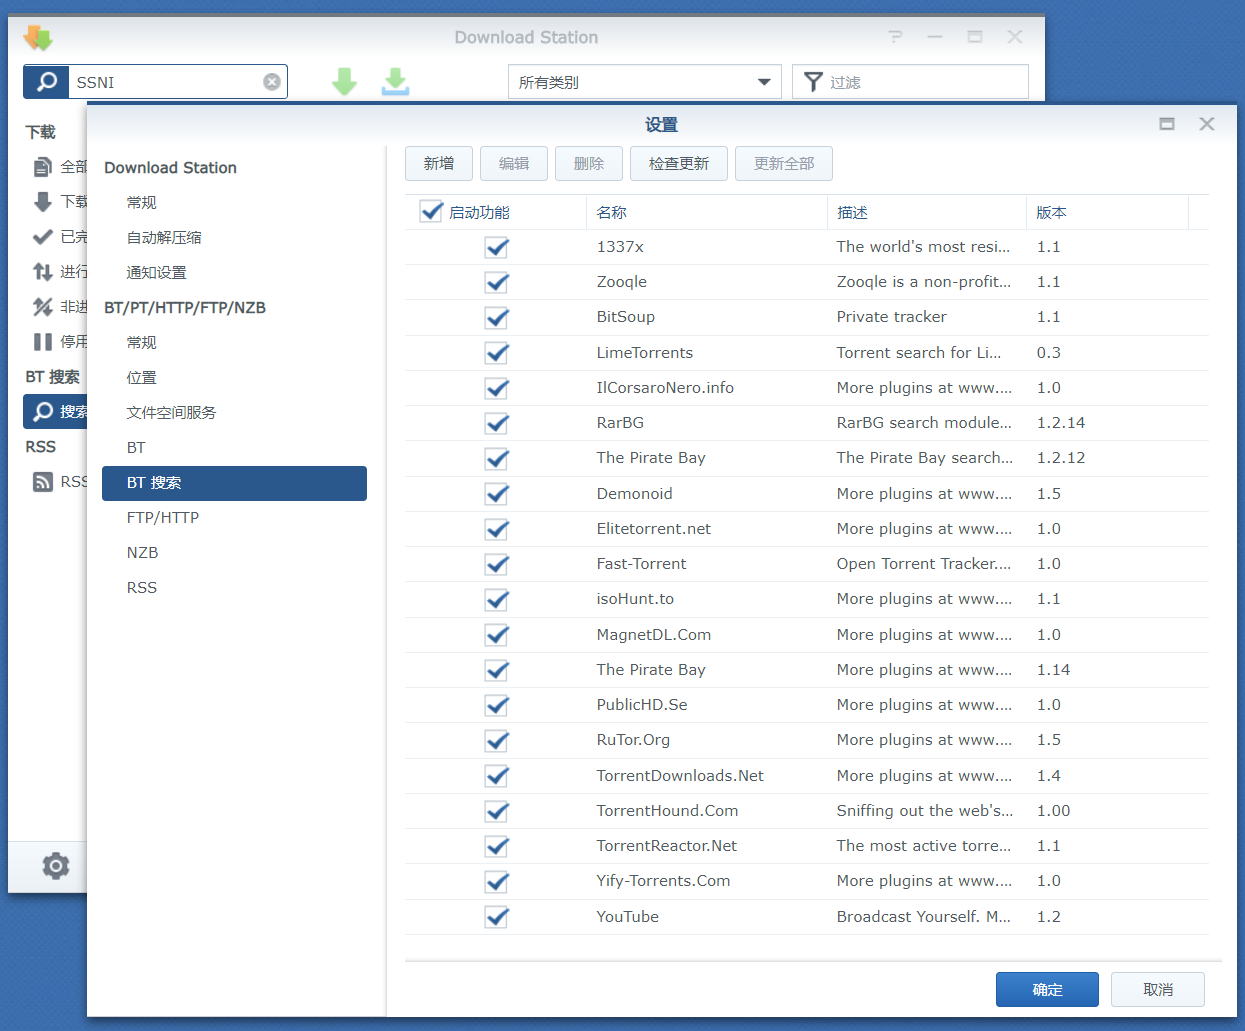 Download Station
SSNI
所有类别
过滤
下载
全部
下载
已完
进行
非进
停用
BT 搜索
搜索
RSS
RSS
设置
Download Station
常规
自动解压缩
通知设置
BT/PT/HTTP/FTP/NZB
常规
位置
文件空间服务
BT
BT 搜索
FTP/HTTP
NZB
RSS
新增 编辑 删除 检查更新 更新全部
启动功能 名称 描述 版本
1337x The world's most resi... 1.1
Zooqle Zooqle is a non-profit... 1.1
BitSoup Private tracker 1.1
LimeTorrents Torrent search for Li... 0.3
IlCorsaroNero.info More plugins at www.... 1.0
RarBG RarBG search module... 1.2.14
The Pirate Bay The Pirate Bay search... 1.2.12
Demonoid More plugins at www.... 1.5
Elitetorrent.net More plugins at www.... 1.0
Fast-Torrent Open Torrent Tracker.... 1.0
isoHunt.to More plugins at www.... 1.1
MagnetDL.Com More plugins at www.... 1.0
The Pirate Bay More plugins at www.... 1.14
PublicHD.Se More plugins at www.... 1.0
RuTor.Org More plugins at www.... 1.5
TorrentDownloads.Net More plugins at www.... 1.4
TorrentHound.Com Sniffing out the web's... 1.00
TorrentReactor.Net The most active torre... 1.1
Yify-Torrents.Com More plugins at www.... 1.0
YouTube Broadcast Yourself. M... 1.2
确定 取消